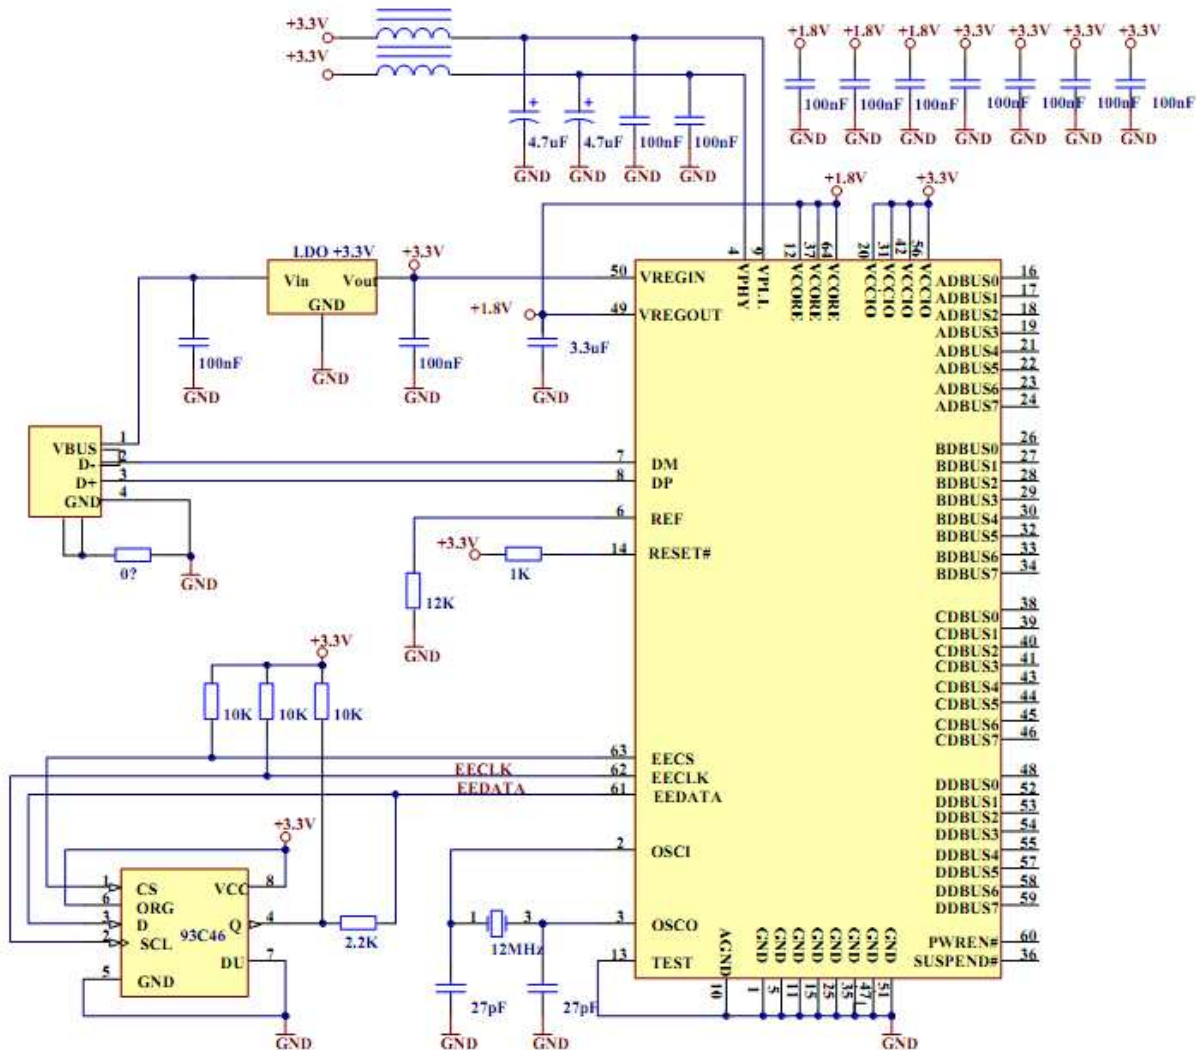 +3.3V
+3.3V
+1.8V +1.8V +1.8V +3.3V +3.3V +3.3V +3.3V
4.7uF 4.7uF 100nF 100nF
100nF 100nF 100nF 100nF 100nF 100nF 100nF
GND GND GND GND GND GND GND
GND GND GND GND
+1.8V +3.3V
4 9 12 37 64 20 31 42 56
VPHY VPLL VCORE VCORE VCORE VCCIO VCCIO VCCIO VCCIO
LDO +3.3V
+3.3V
Vin Vout
GND
50 VREGIN
+1.8V
49 VREGOUT
100nF
GND
100nF
3.3uF
GND GND GND
ADBUS0 16
ADBUS1 17
ADBUS2 18
ADBUS3 19
ADBUS4 21
ADBUS5 22
ADBUS6 23
ADBUS7 24
VBUS 1
D- 2
D+ 3
GND 4
7 DM
8 DP
6 REF
+3.3V
14 RESET#
1K
0?
GND
12K
GND
BDBUS0 26
BDBUS1 27
BDBUS2 28
BDBUS3 29
BDBUS4 30
BDBUS5 32
BDBUS6 33
BDBUS7 34
CDBUS0 38
CDBUS1 39
CDBUS2 40
CDBUS3 41
CDBUS4 43
CDBUS5 44
CDBUS6 45
CDBUS7 46
+3.3V
10K 10K 10K
63 EECS
EECLK 62 EECLK
EEDATA 61 EEDATA
DDBUS0 48
DDBUS1 52
DDBUS2 53
DDBUS3 54
DDBUS4 55
DDBUS5 57
DDBUS6 58
DDBUS7 59
+3.3V
1 CS VCC 8
6 ORG
3 D Q 4
2 SCL 93C46
DU 7
5 GND
2.2K
GND
2 OSCI
1 3
12MHz
3 OSCO
13 TEST
27pF 27pF
GND GND
PWREN# 60
SUSPEND# 36
AGND GND GND GND GND GND GND GND GND
10 1 5 11 15 25 35 47 51
GND